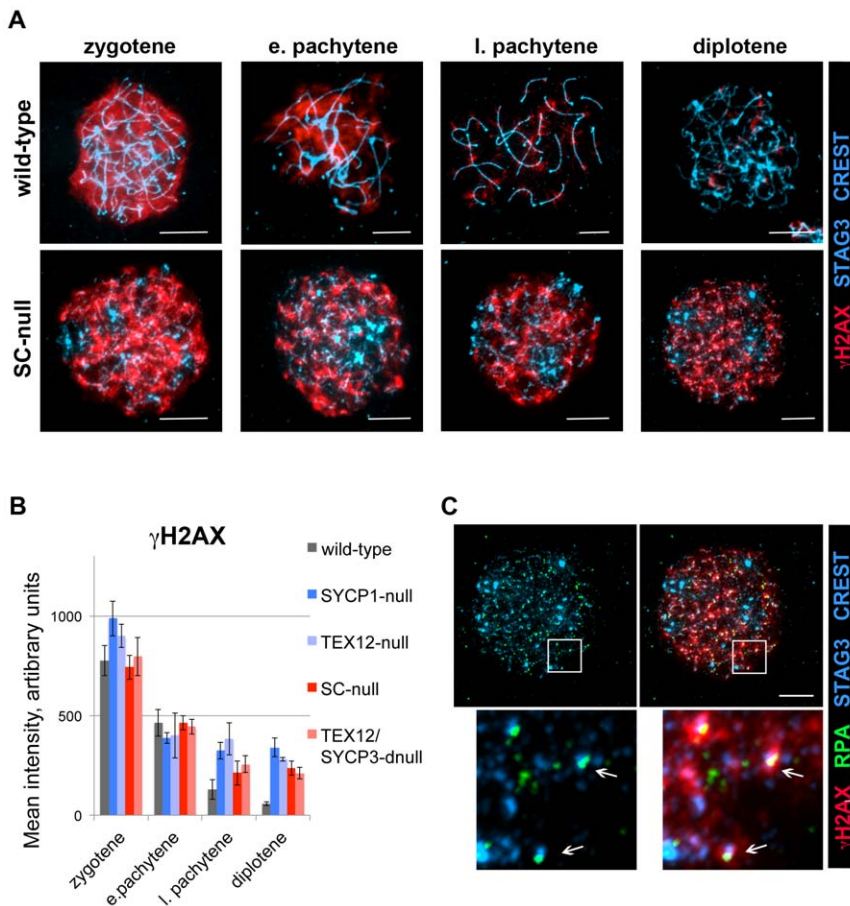 A
zygotene
e. pachytene
l. pachytene
diplotene
wild-type
SC-null
γH2AX STAG3 CREST
B
γH2AX
Mean intensity, artibrary units
1000
500
0
zygotene
e.pachytene
l. pachytene
diplotene
wild-type
SYCP1-null
TEX12-null
SC-null
TEX12/
SYCP3-dnull
C
γH2AX RPA STAG3 CREST